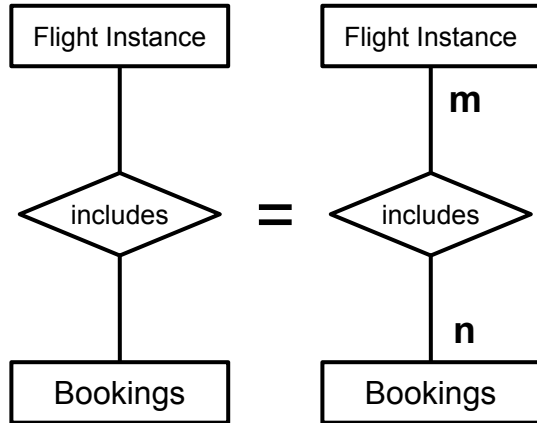 Flight Instance
includes
Bookings
=
Flight Instance
m
includes
n
Bookings